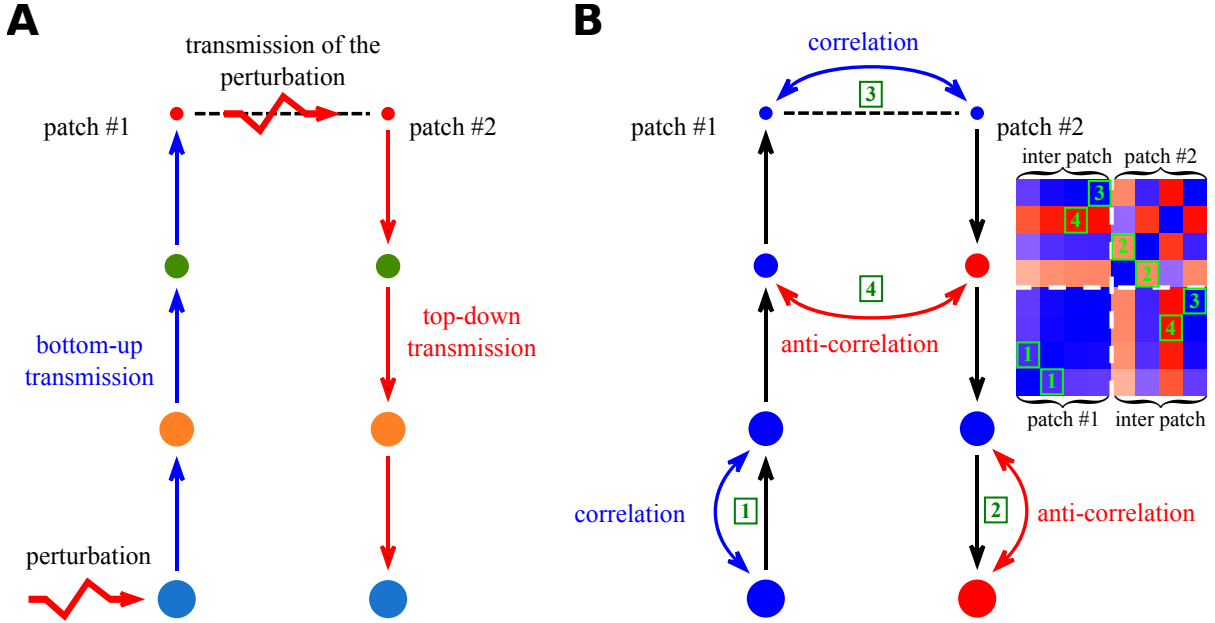 A
transmission of the
perturbation
patch #1
patch #2
bottom-up
transmission
top-down
transmission
perturbation
B
correlation
3
patch #1
patch #2
4
anti-correlation
correlation
1
2
anti-correlation
inter patch
patch #2
3
4
2
2
3
4
1
1
patch #1
inter patch